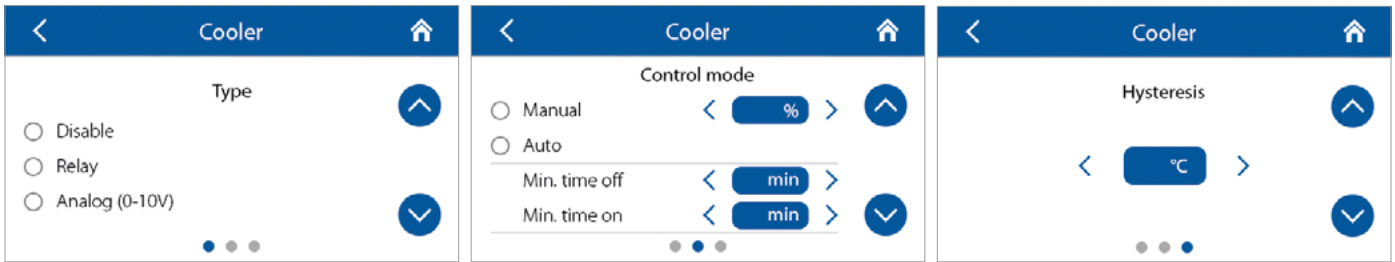 Cooler
Type
Disable
Relay
Analog (0-10V)
Cooler
Control mode
Manual %
Auto
Min. time off min
Min. time on min
Cooler
Hysteresis
°C